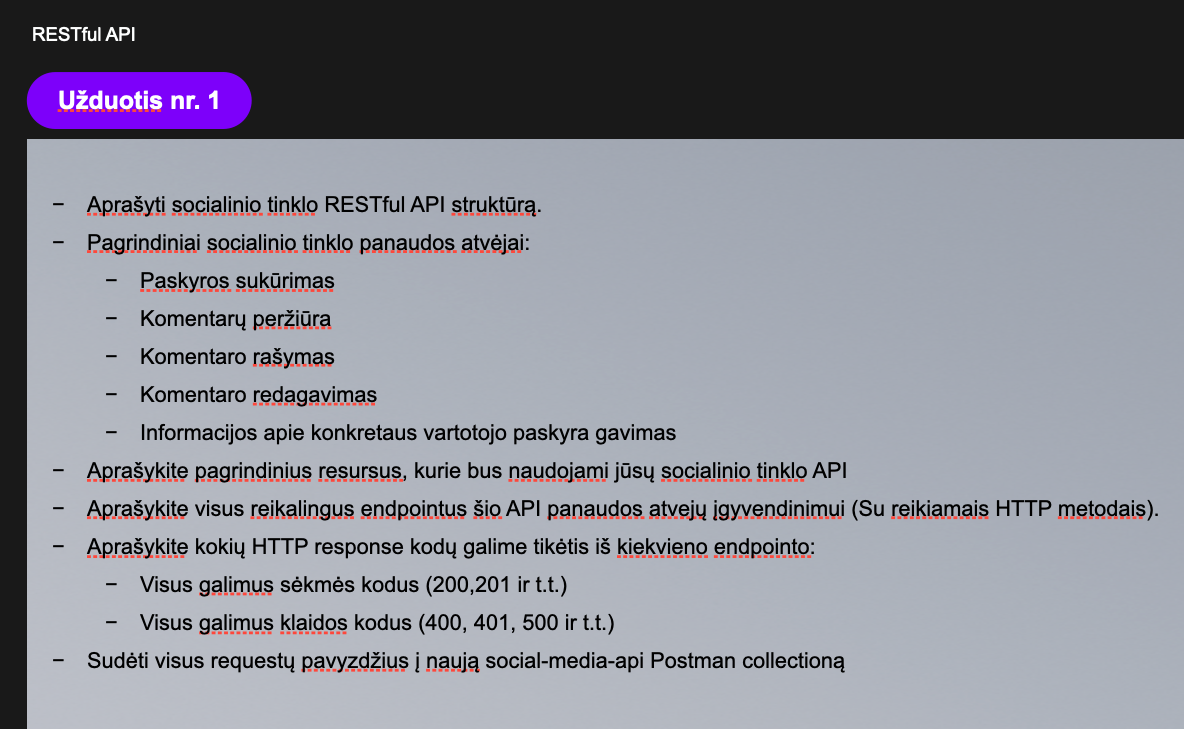 RESTful API
Užduotis nr. 1
– Aprašyti socialinio tinklo RESTful API struktūrą.
– Pagrindiniai socialinio tinklo panaudos atvėjai:
– Paskyros sukūrimas
– Komentarų peržiūra
– Komentaro rašymas
– Komentaro redagavimas
– Informacijos apie konkretaus vartotojo paskyra gavimas
– Aprašykite pagrindinius resursus, kurie bus naudojami jūsų socialinio tinklo API
– Aprašykite visus reikalingus endpointus šio API panaudos atvejų įgyvendinimui (Su reikiamais HTTP metodais).
– Aprašykite kokių HTTP response kodų galime tikėtis iš kiekvieno endpointo:
– Visus galimus sėkmės kodus (200,201 ir t.t.)
– Visus galimus klaidos kodus (400, 401, 500 ir t.t.)
– Sudėti visus requestų pavyzdžius į naują social-media-api Postman collectioną